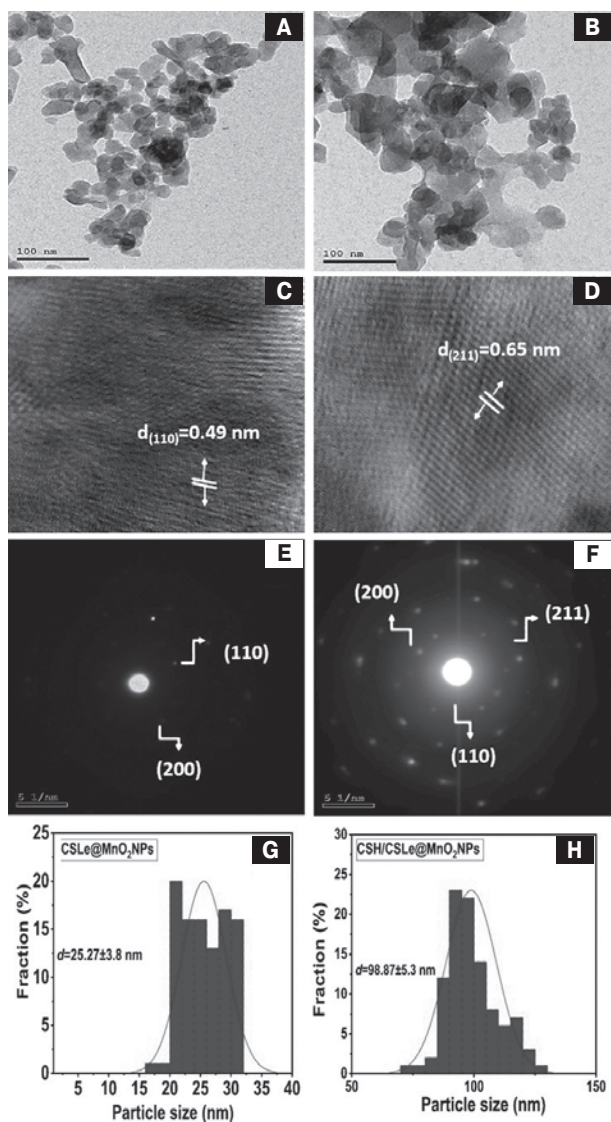 A
100 nm
B
100 nm
C
d(110)=0.49 nm
D
d(211)=0.65 nm
E
(110)
(200)
5 1/nm
F
(200)
(211)
(110)
5 1/nm
G
CSLe@MnO₂NPs
d=25.27±3.8 nm
Fraction (%)
25
20
15
10
5
0
5 10 15 20 25 30 35 40
Particle size (nm)
H
CSH/CSLe@MnO₂NPs
d=98.87±5.3 nm
Fraction (%)
30
25
20
15
10
5
0
50 100 150
Particle size (nm)